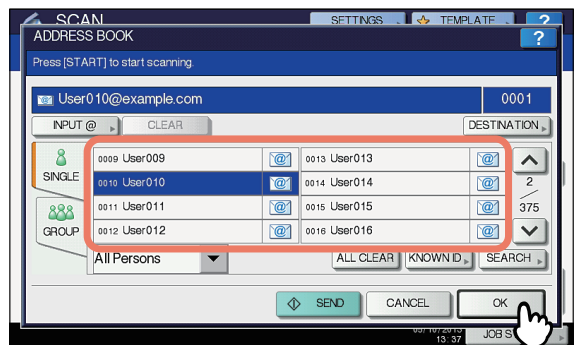 SCAN SETTINGS TEMPLATE ?
ADDRESS BOOK ?
Press [START] to start scanning.
User010@example.com 0001
INPUT @ CLEAR DESTINATION
SINGLE
GROUP
0009 User009 @ 0013 User013 @
0010 User010 @ 0014 User014 @
0011 User011 @ 0015 User015 @
0012 User012 @ 0016 User016 @
2
375
All Persons ALL CLEAR KNOWN ID SEARCH
SEND CANCEL OK
13:37 JOB S